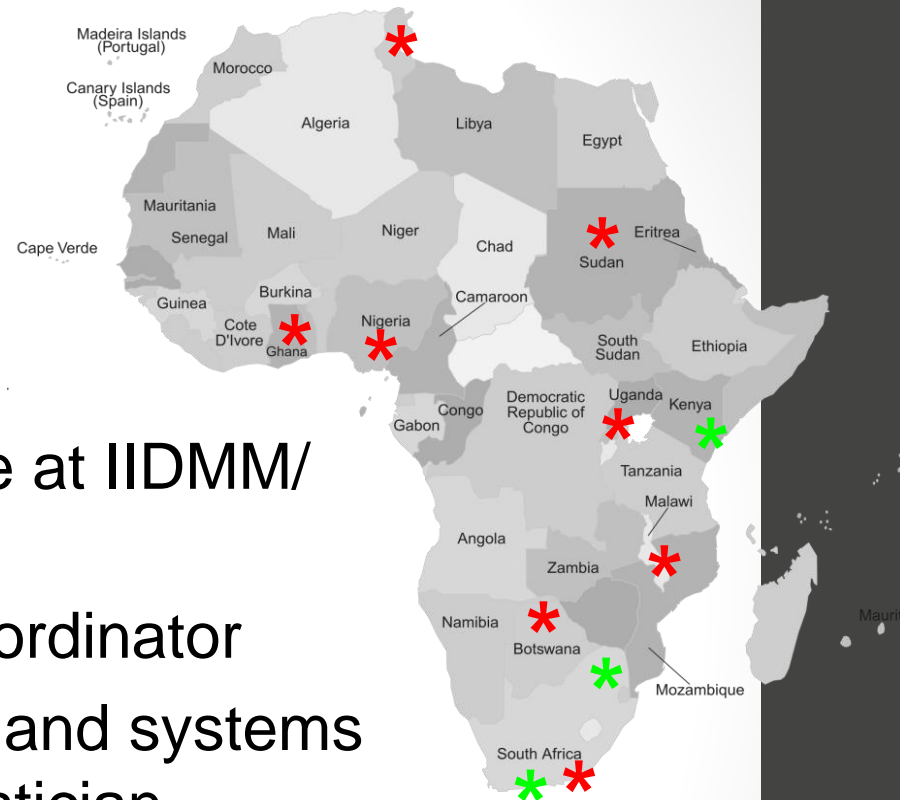 Madeira Islands
(Portugal)
Morocco
Canary Islands
(Spain)
Algeria
Libya
Egypt
Mauritania
Senegal
Mali
Niger
Chad
Sudan
Eritrea
Cape Verde
Guinea
Burkina
Camaroon
Cote
D'Ivore
Ghana
Nigeria
South
Sudan
Ethiopia
Gabon
Congo
Democratic
Republic of
Congo
Uganda
Kenya
Tanzania
Malawi
Angola
Zambia
Namibia
Botswana
Mozambique
South Africa
Maurit
e at IIDMM/
ordinator
and systems